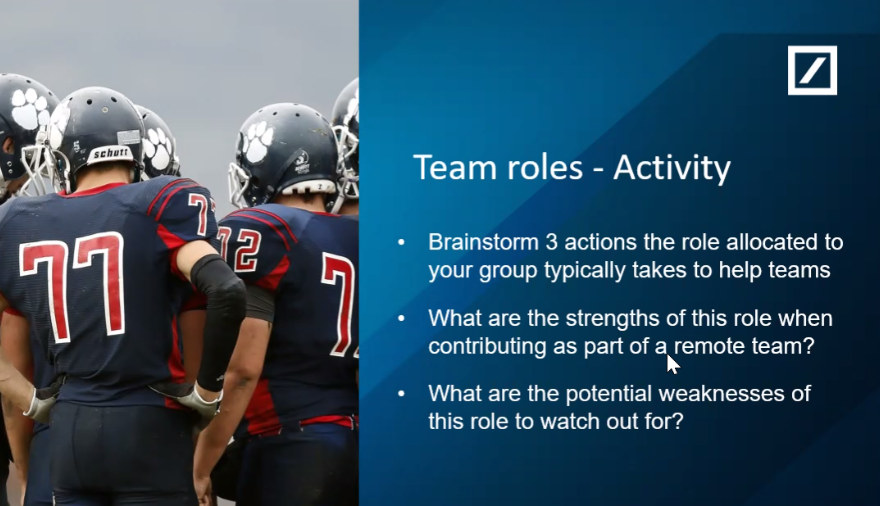 schutt
77
7
72
7
Team roles - Activity
• Brainstorm 3 actions the role allocated to
your group typically takes to help teams
• What are the strengths of this role when
contributing as part of a remote team?
• What are the potential weaknesses of
this role to watch out for?